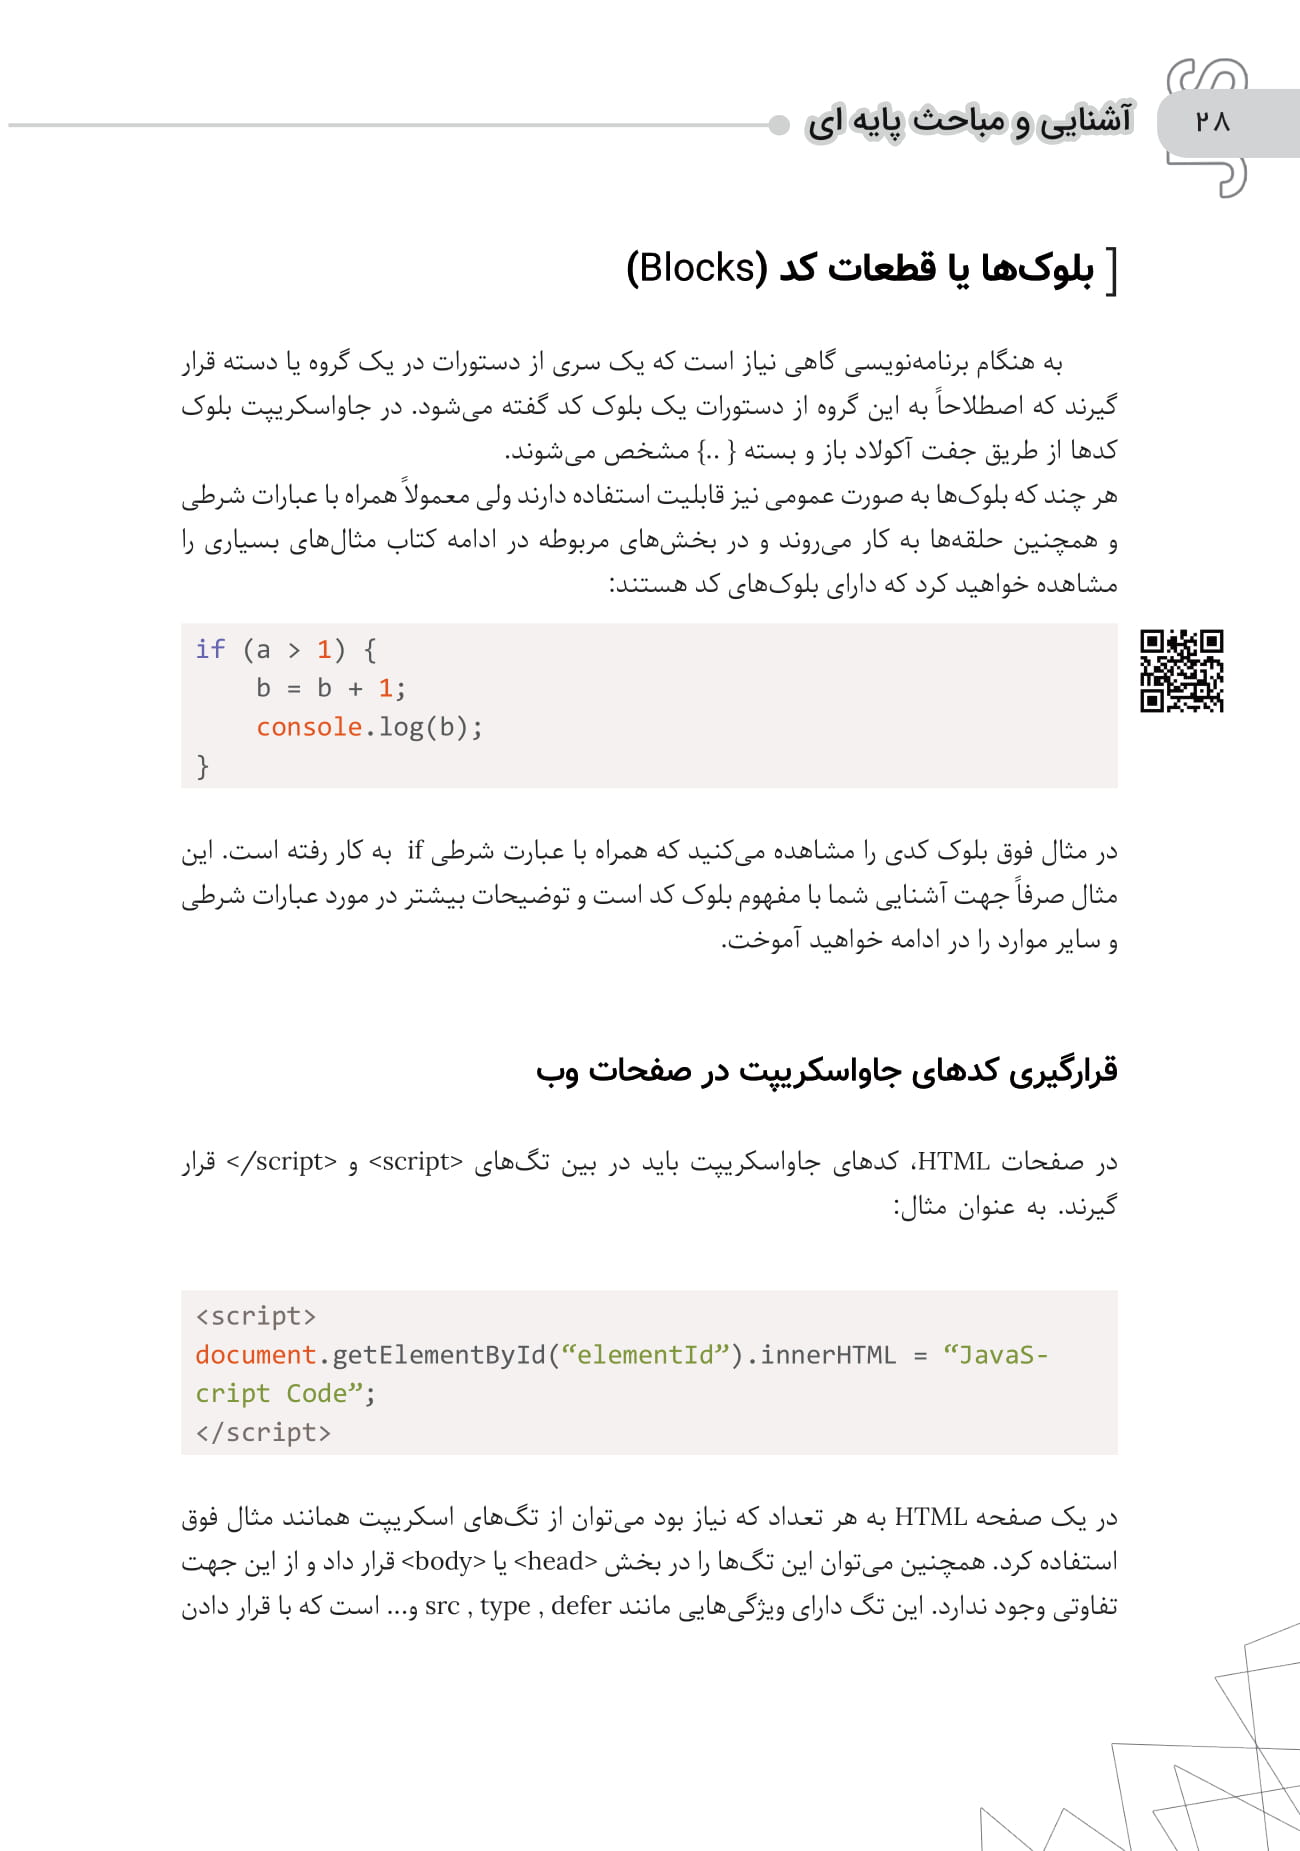 ۲۸
آشنایی و مباحث پایه ای
[ بلوک‌ها یا قطعات کد (Blocks)
به هنگام برنامه‌نویسی گاهی نیاز است که یک سری از دستورات در یک گروه یا دسته قرار
گیرند که اصطلاحاً به این گروه از دستورات یک بلوک کد گفته می‌شود. در جاواسکریپت بلوک
کدها از طریق جفت آکولاد باز و بسته { ..} مشخص می‌شوند.
هر چند که بلوک‌ها به صورت عمومی نیز قابلیت استفاده دارند ولی معمولاً همراه با عبارات شرطی
و همچنین حلقه‌ها به کار می‌روند و در بخش‌های مربوطه در ادامه کتاب مثال‌های بسیاری را
مشاهده خواهید کرد که دارای بلوک‌های کد هستند:
if (a > 1) {
    b = b + 1;
    console.log(b);
}
در مثال فوق بلوک کدی را مشاهده می‌کنید که همراه با عبارت شرطی if به کار رفته است. این
مثال صرفاً جهت آشنایی شما با مفهوم بلوک کد است و توضیحات بیشتر در مورد عبارات شرطی
و سایر موارد را در ادامه خواهید آموخت.
قرارگیری کدهای جاواسکریپت در صفحات وب
در صفحات HTML، کدهای جاواسکریپت باید در بین تگ‌های <script> و </script> قرار
گیرند. به عنوان مثال:
<script>
document.getElementById(“elementId”).innerHTML = “JavaS-
cript Code”;
</script>
در یک صفحه HTML به هر تعداد که نیاز بود می‌توان از تگ‌های اسکریپت همانند مثال فوق
استفاده کرد. همچنین می‌توان این تگ‌ها را در بخش <head> یا <body> قرار داد و از این جهت
تفاوتی وجود ندارد. این تگ دارای ویژگی‌هایی مانند src , type , defer و... است که با قرار دادن